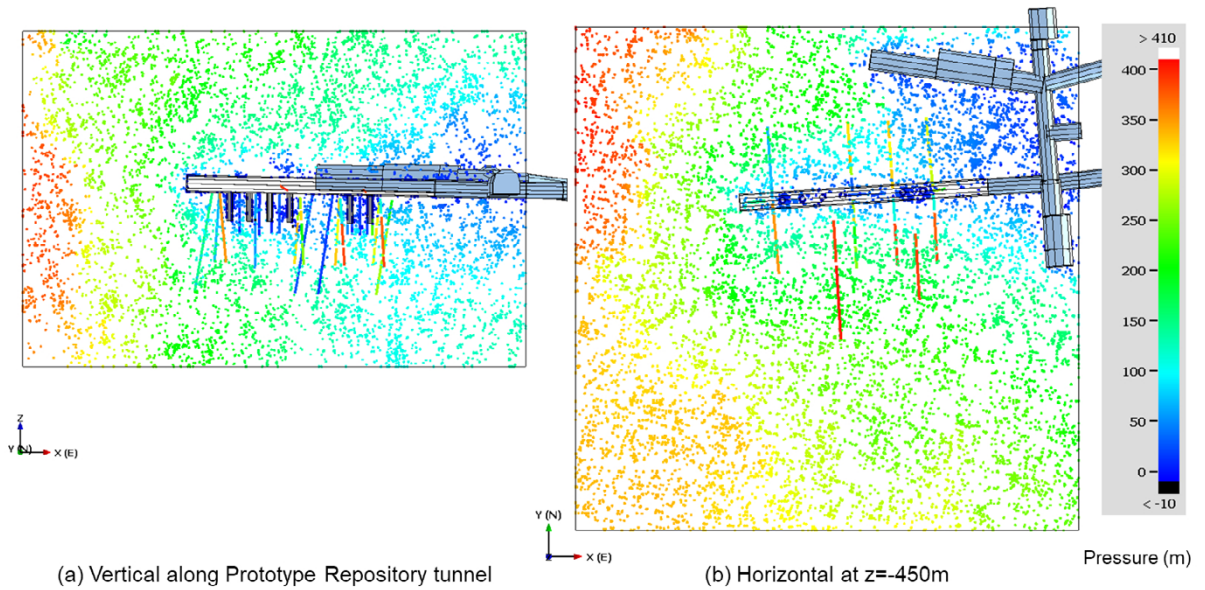 > 410
400
350
300
250
200
150
100
50
0
< -10
Pressure (m)
Z
Y (N)
X (E)
Y (N)
X (E)
(a) Vertical along Prototype Repository tunnel
(b) Horizontal at z=-450m